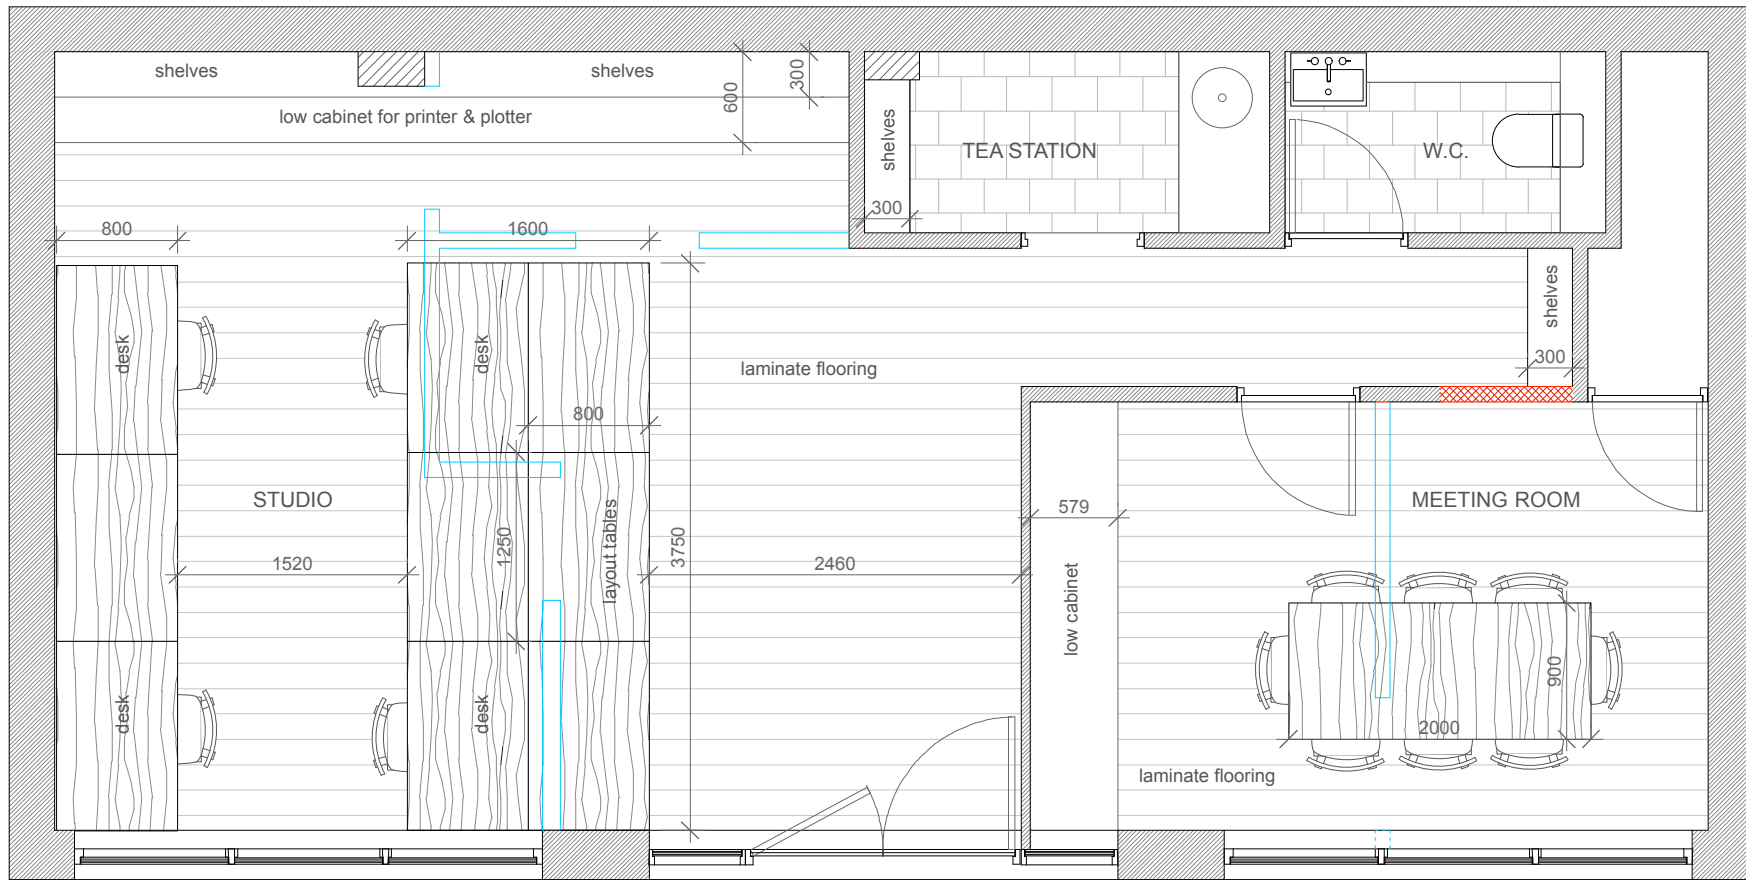 shelves
shelves
300
600
low cabinet for printer & plotter
shelves
TEA STATION
W.C.
300
800
1600
shelves
desk
desk
300
laminate flooring
800
STUDIO
MEETING ROOM
579
1250
layout tables
3750
1520
2460
low cabinet
900
desk
desk
2000
laminate flooring